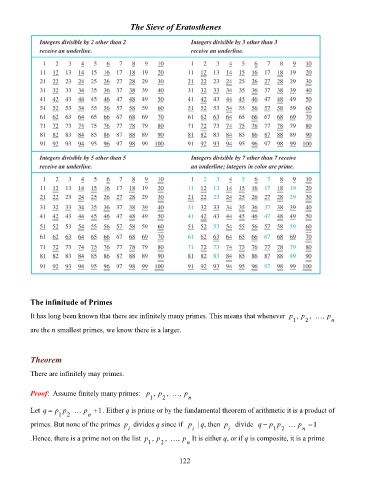 The Sieve of Eratosthenes
Integers divisible by 2 other than 2 Integers divisible by 3 other than 3
receive an underline. receive an underline.
1 2 3 4 5 6 7 8 9 10 1 2 3 4 5 6 7 8 9 10
11 12 13 14 15 16 17 18 19 20 11 12 13 14 15 16 17 18 19 20
21 22 23 24 25 26 27 28 29 30 21 22 23 24 25 26 27 28 29 30
31 32 33 34 35 36 37 38 39 40 31 32 33 34 35 36 37 38 39 40
41 42 43 44 45 46 47 48 49 50 41 42 43 44 45 46 47 48 49 50
51 52 53 54 55 56 57 58 59 60 51 52 53 54 55 56 57 58 59 60
61 62 63 64 65 66 67 68 69 70 61 62 63 64 65 66 67 68 69 70
71 72 73 74 75 76 77 78 79 80 71 72 73 74 75 76 77 78 79 80
81 82 83 84 85 86 87 88 89 90 81 82 83 84 85 86 87 88 89 90
91 92 93 94 95 96 97 98 99 100 91 92 93 94 95 96 97 98 99 100
Integers divisible by 5 other than 5 Integers divisible by 7 other than 7 receive
receive an underline. an underline; integers in color are prime.
1 2 3 4 5 6 7 8 9 10 1 2 3 4 5 6 7 8 9 10
11 12 13 14 15 16 17 18 19 20 11 12 13 14 15 16 17 18 19 20
21 22 23 24 25 26 27 28 29 30 21 22 23 24 25 26 27 28 29 30
31 32 33 34 35 36 37 38 39 40 31 32 33 34 35 36 37 38 39 40
41 42 43 44 45 46 47 48 49 50 41 42 43 44 45 46 47 48 49 50
51 52 53 54 55 56 57 58 59 60 51 52 53 54 55 56 57 58 59 60
61 62 63 64 65 66 67 68 69 70 61 62 63 64 65 66 67 68 69 70
71 72 73 74 75 76 77 78 79 80 71 72 73 74 75 76 77 78 79 80
81 82 83 84 85 86 87 88 89 90 81 82 83 84 85 86 87 88 89 90
91 92 93 94 95 96 97 98 99 100 91 92 93 94 95 96 97 98 99 100
The infinitude of Primes
It has long been known that there are infinitely many primes. This means that whenever p1, p2, …, pn
are the n smallest primes, we know there is a larger.
Theorem
There are infinitely may primes.
Proof: Assume finitely many primes: p1, p2, …, pn
Let q = p1p2 … pn +1. Either q is prime or by the fundamental theorem of arithmetic it is a product of
primes. But none of the primes pi divides q since if pi | q, then pi divide q − p1p2 … pn = 1
.Hence, there is a prime not on the list p1, p2, …, pn It is either q, or if q is composite, it is a prime
122